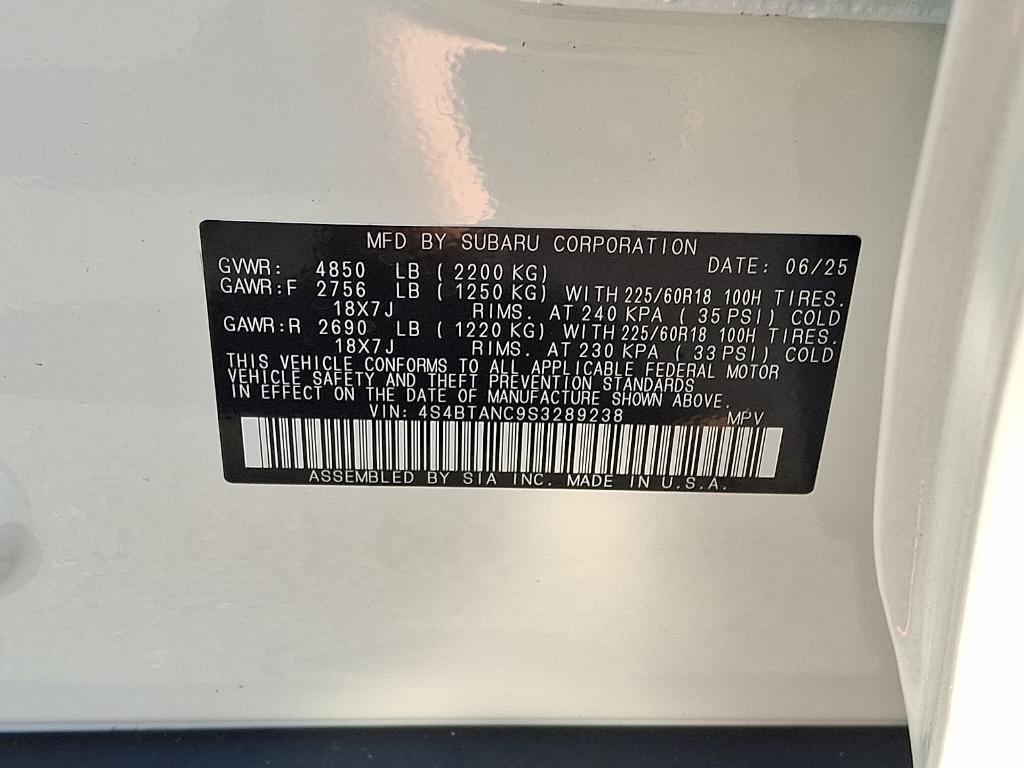 MFD BY SUBARU CORPORATION
GVWR: 4850 LB ( 2200 KG) DATE: 06/25
GAWR:F 2756 LB ( 1250 KG) WITH 225/60R18 100H TIRES.
18X7J RIMS. AT 240 KPA ( 35 PSI) COLD
GAWR:R 2690 LB ( 1220 KG) WITH 225/60R18 100H TIRES.
18X7J RIMS. AT 230 KPA ( 33 PSI) COLD
THIS VEHICLE CONFORMS TO ALL APPLICABLE FEDERAL MOTOR
VEHICLE SAFETY AND THEFT PREVENTION STANDARDS
IN EFFECT ON THE DATE OF MANUFACTURE SHOWN ABOVE.
VIN: 4S4BTANC9S3289238 MPV
ASSEMBLED BY SIA INC. MADE IN U.S.A.